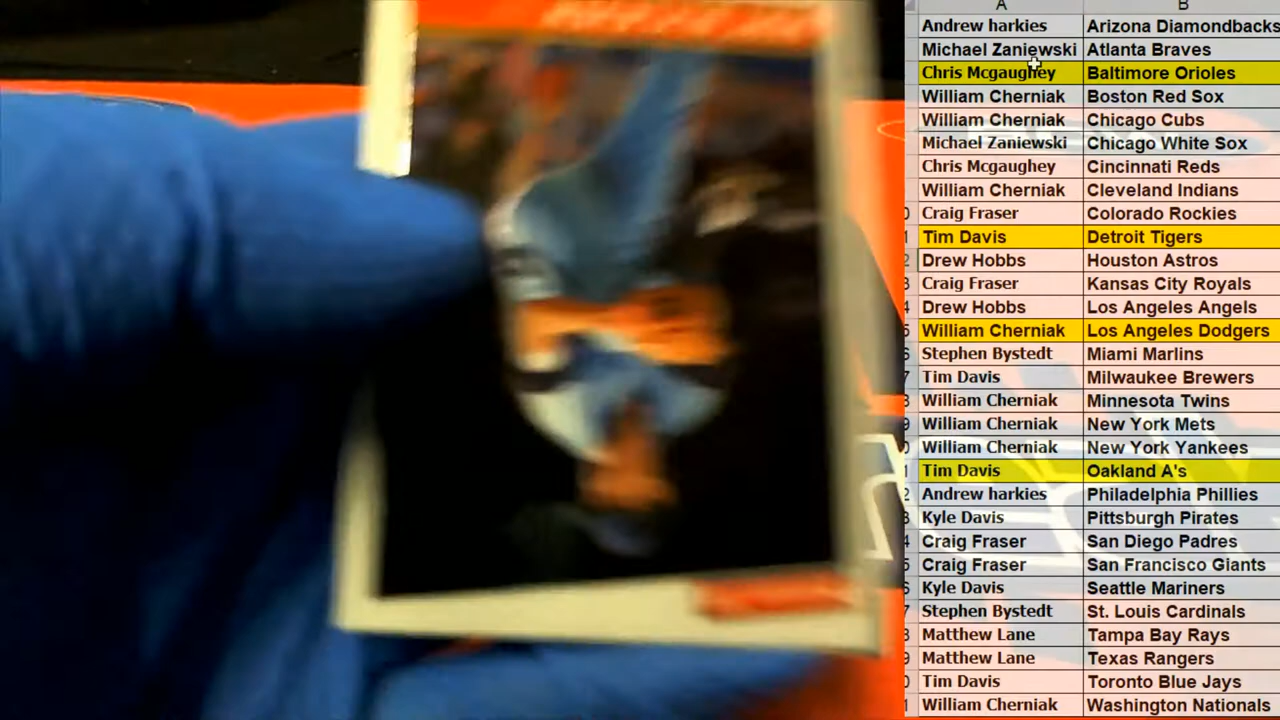 A B
Andrew harkies Arizona Diamondbacks
Michael Zaniewski Atlanta Braves
Chris Mcgaughey Baltimore Orioles
William Cherniak Boston Red Sox
William Cherniak Chicago Cubs
Michael Zaniewski Chicago White Sox
Chris Mcgaughey Cincinnati Reds
William Cherniak Cleveland Indians
Craig Fraser Colorado Rockies
Tim Davis Detroit Tigers
Drew Hobbs Houston Astros
Craig Fraser Kansas City Royals
Drew Hobbs Los Angeles Angels
William Cherniak Los Angeles Dodgers
Stephen Bystedt Miami Marlins
Tim Davis Milwaukee Brewers
William Cherniak Minnesota Twins
William Cherniak New York Mets
William Cherniak New York Yankees
Tim Davis Oakland A's
Andrew harkies Philadelphia Phillies
Kyle Davis Pittsburgh Pirates
Craig Fraser San Diego Padres
Craig Fraser San Francisco Giants
Kyle Davis Seattle Mariners
Stephen Bystedt St. Louis Cardinals
Matthew Lane Tampa Bay Rays
Matthew Lane Texas Rangers
Tim Davis Toronto Blue Jays
William Cherniak Washington Nationals